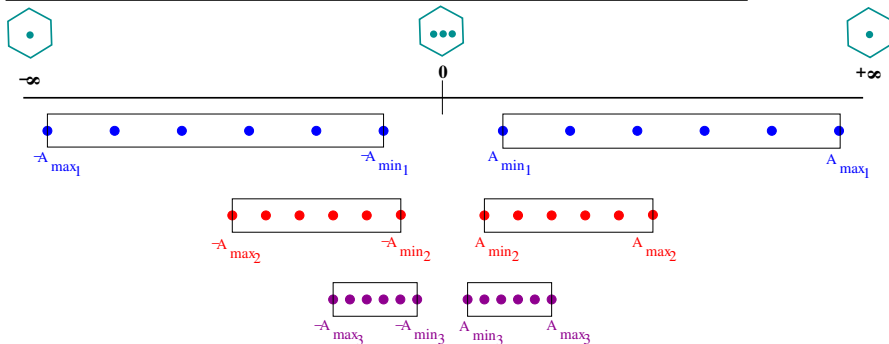 −∞ 0 +∞
−A max1 −A min1 A min1 A max1
−A max2 −A min2 A min2 A max2
−A max3 −A min3 A min3 A max3